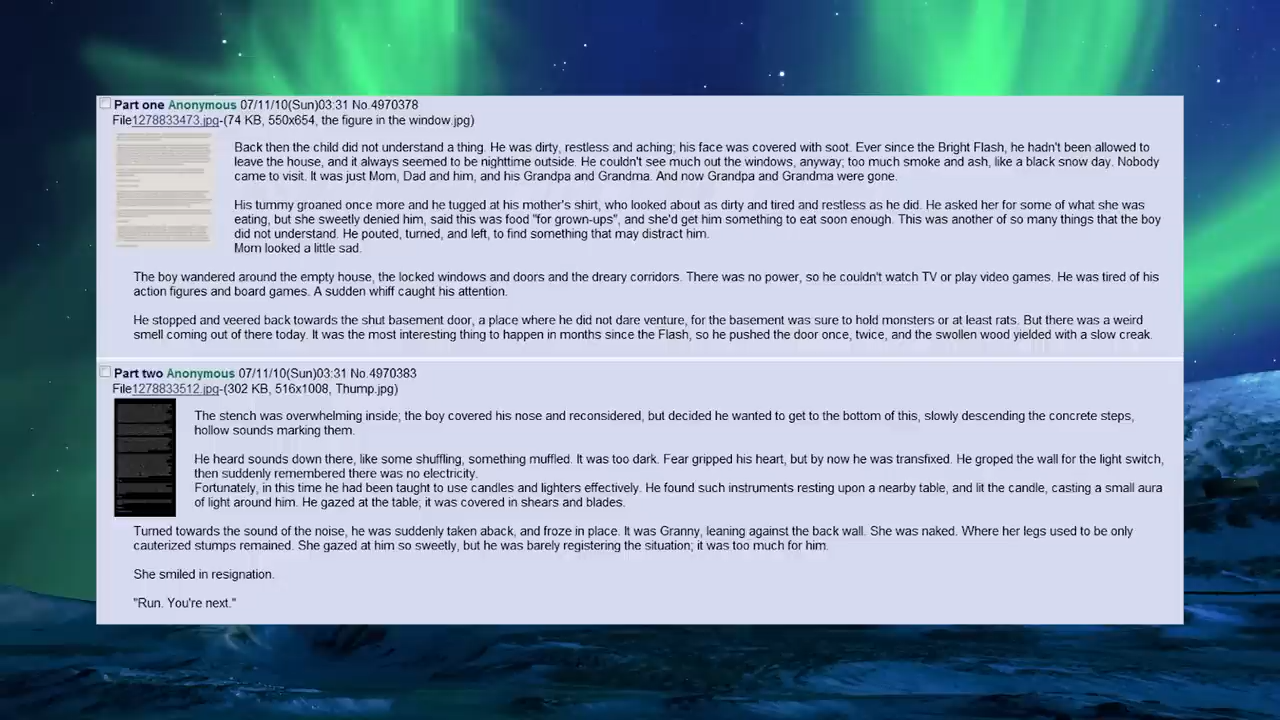 Part one Anonymous 07/11/10(Sun)03:31 No.4970378
File1278833473.jpg-(74 KB, 550x654, the figure in the window.jpg)
Back then the child did not understand a thing. He was dirty, restless and aching; his face was covered with soot. Ever since the Bright Flash, he hadn't been allowed to
leave the house, and it always seemed to be nighttime outside. He couldn't see much out the windows, anyway; too much smoke and ash, like a black snow day. Nobody
came to visit. It was just Mom, Dad and him, and his Grandpa and Grandma. And now Grandpa and Grandma were gone.
His tummy groaned once more and he tugged at his mother's shirt, who looked about as dirty and tired and restless as he did. He asked her for some of what she was
eating, but she sweetly denied him, said this was food "for grown-ups", and she'd get him something to eat soon enough. This was another of so many things that the boy
did not understand. He pouted, turned, and left, to find something that may distract him.
Mom looked a little sad.
The boy wandered around the empty house, the locked windows and doors and the dreary corridors. There was no power, so he couldn't watch TV or play video games. He was tired of his
action figures and board games. A sudden whiff caught his attention.
He stopped and veered back towards the shut basement door, a place where he did not dare venture, for the basement was sure to hold monsters or at least rats. But there was a weird
smell coming out of there today. It was the most interesting thing to happen in months since the Flash, so he pushed the door once, twice, and the swollen wood yielded with a slow creak.
Part two Anonymous 07/11/10(Sun)03:31 No.4970383
File1278833512.jpg-(302 KB, 516x1008, Thump.jpg)
The stench was overwhelming inside; the boy covered his nose and reconsidered, but decided he wanted to get to the bottom of this, slowly descending the concrete steps,
hollow sounds marking them.
He heard sounds down there, like some shuffling, something muffled. It was too dark. Fear gripped his heart, but by now he was transfixed. He groped the wall for the light switch,
then suddenly remembered there was no electricity.
Fortunately, in this time he had been taught to use candles and lighters effectively. He found such instruments resting upon a nearby table, and lit the candle, casting a small aura
of light around him. He gazed at the table, it was covered in shears and blades.
Turned towards the sound of the noise, he was suddenly taken aback, and froze in place. It was Granny, leaning against the back wall. She was naked. Where her legs used to be only
cauterized stumps remained. She gazed at him so sweetly, but he was barely registering the situation; it was too much for him.
She smiled in resignation.
"Run. You're next."